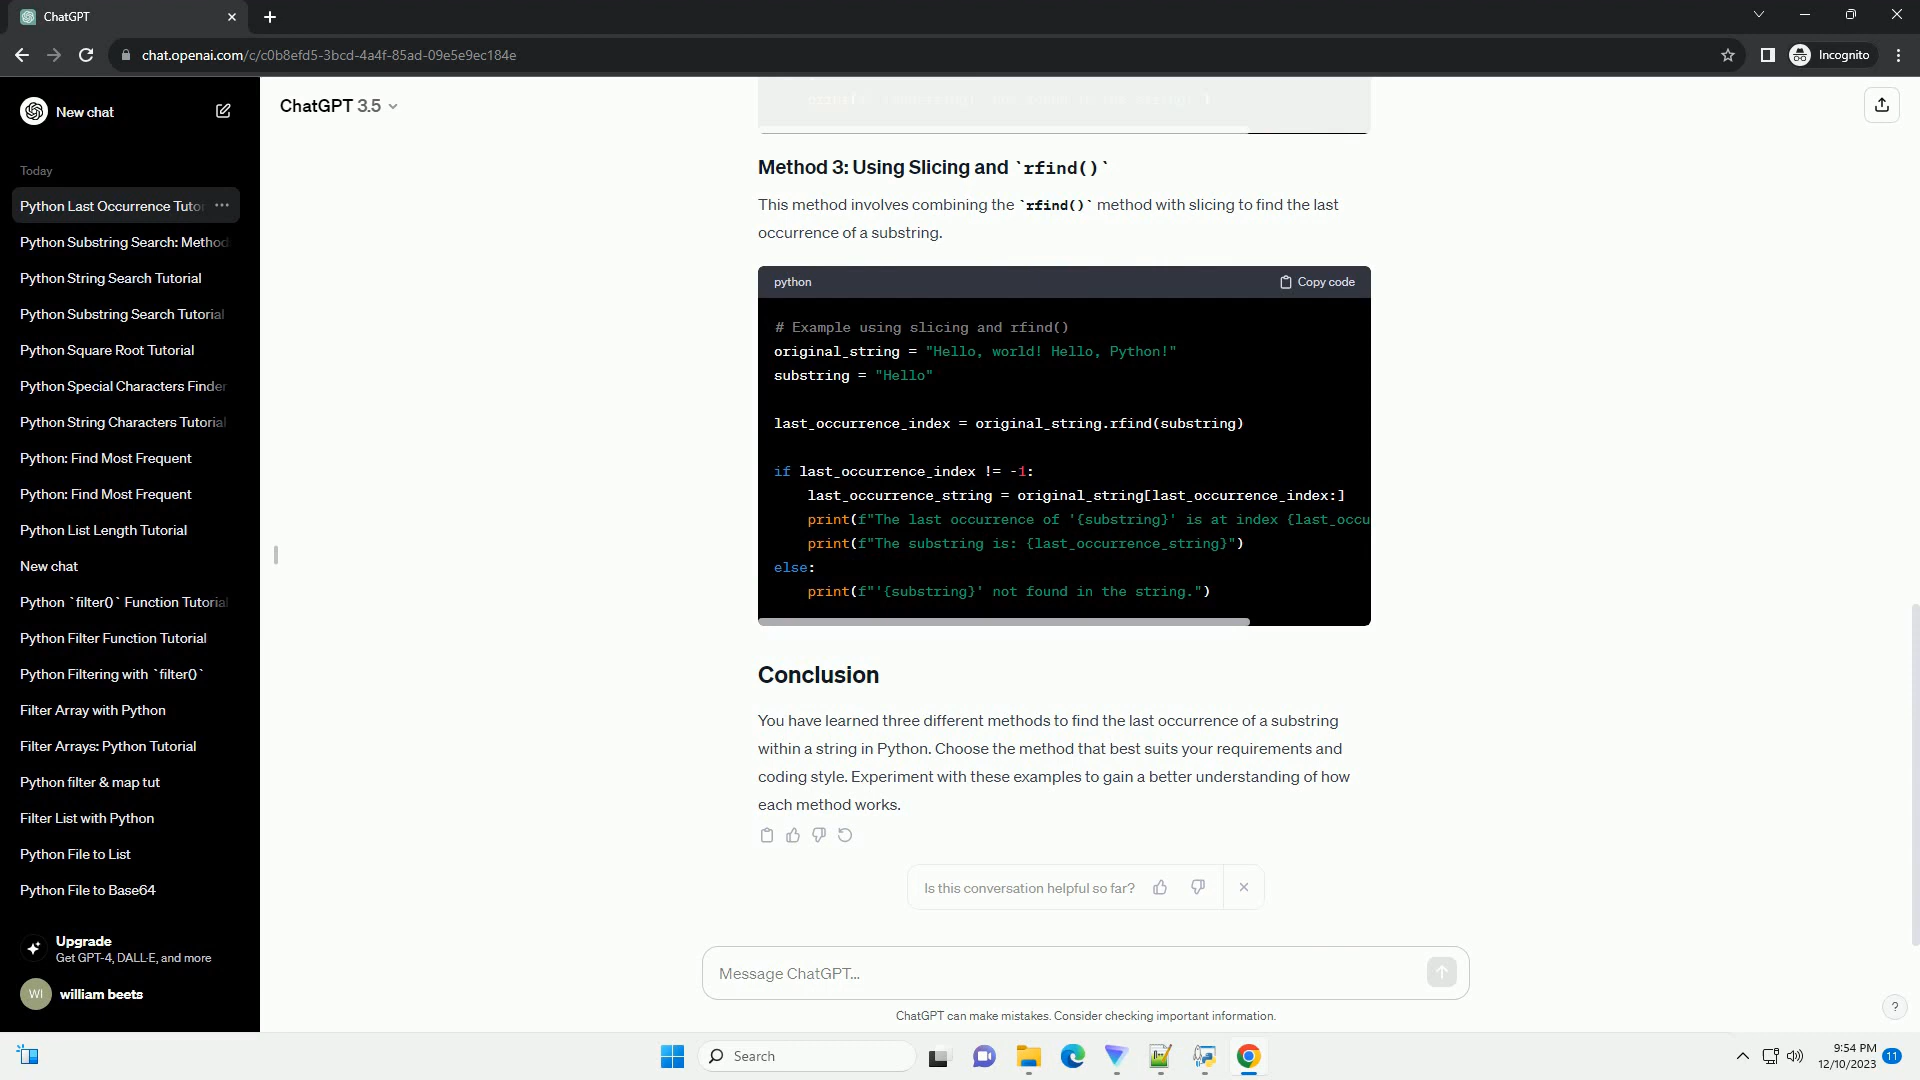 ChatGPT
chat.openai.com/c/c0b8efd5-3bcd-4a4f-85ad-09e5e9ec184e
Incognito
New chat
Today
Python Last Occurrence Tuto
Python Substring Search: Method
Python String Search Tutorial
Python Substring Search Tutorial
Python Square Root Tutorial
Python Special Characters Finder
Python String Characters Tutorial
Python: Find Most Frequent
Python: Find Most Frequent
Python List Length Tutorial
New chat
Python `filter()` Function Tutorial
Python Filter Function Tutorial
Python Filtering with `filter()`
Filter Array with Python
Filter Arrays: Python Tutorial
Python filter & map tut
Filter List with Python
Python File to List
Python File to Base64
Upgrade
Get GPT-4, DALL·E, and more
WI
william beets
ChatGPT 3.5
Method 3: Using Slicing and `rfind()`
This method involves combining the `rfind()` method with slicing to find the last
occurrence of a substring.
python
Copy code
# Example using slicing and rfind()
original_string = "Hello, world! Hello, Python!"
substring = "Hello"
last_occurrence_index = original_string.rfind(substring)
if last_occurrence_index != -1:
last_occurrence_string = original_string[last_occurrence_index:]
print(f"The last occurrence of '{substring}' is at index {last_occu
print(f"The substring is: {last_occurrence_string}")
else:
print(f"'{substring}' not found in the string.")
Conclusion
You have learned three different methods to find the last occurrence of a substring
within a string in Python. Choose the method that best suits your requirements and
coding style. Experiment with these examples to gain a better understanding of how
each method works.
Is this conversation helpful so far?
Message ChatGPT...
ChatGPT can make mistakes. Consider checking important information.
?
Search
9:54 PM
12/10/2023
11